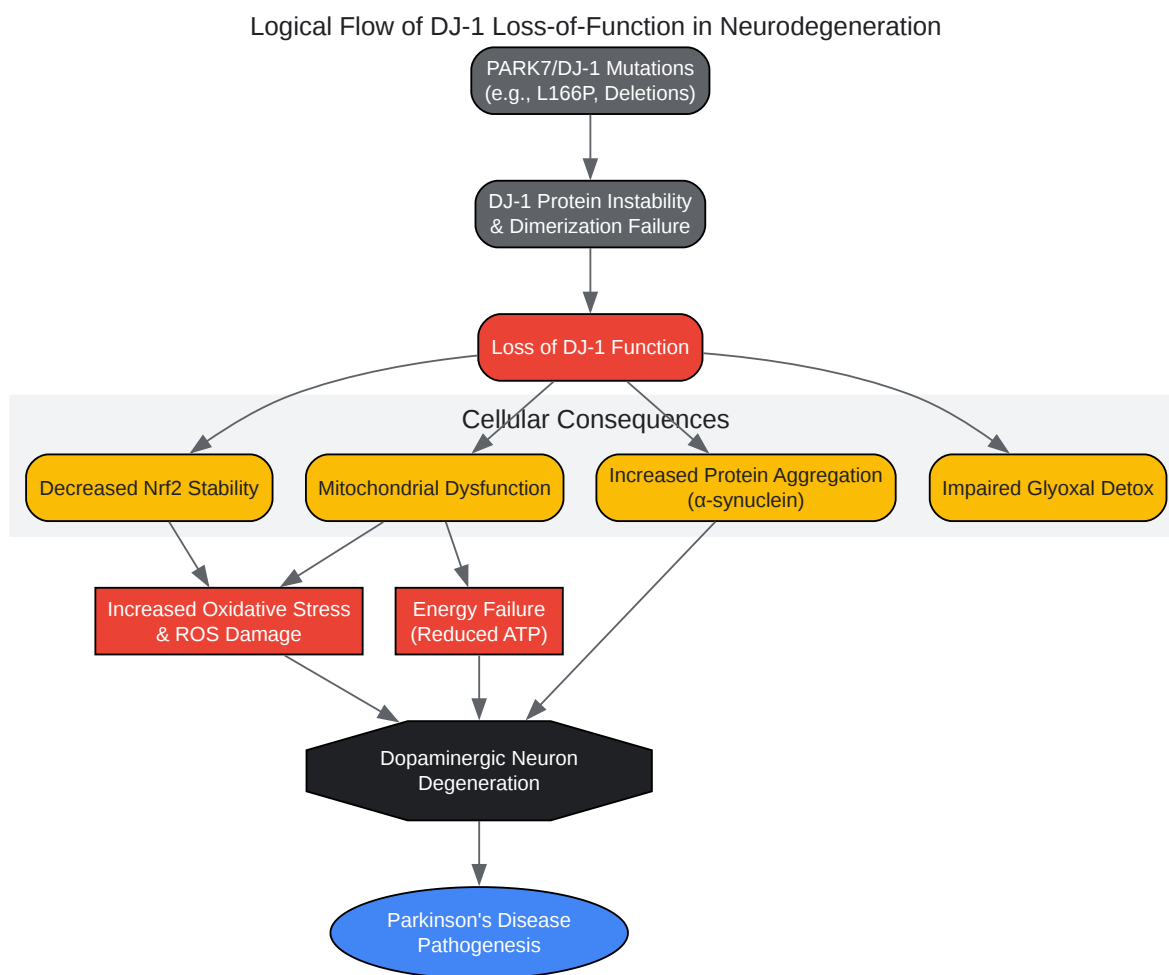 Logical Flow of DJ-1 Loss-of-Function in Neurodegeneration
PARK7/DJ-1 Mutations
(e.g., L166P, Deletions)
DJ-1 Protein Instability
& Dimerization Failure
Loss of DJ-1 Function
Cellular Consequences
Decreased Nrf2 Stability
Mitochondrial Dysfunction
Increased Protein Aggregation
(α-synuclein)
Impaired Glyoxal Detox
Increased Oxidative Stress
& ROS Damage
Energy Failure
(Reduced ATP)
Dopaminergic Neuron
Degeneration
Parkinson's Disease
Pathogenesis